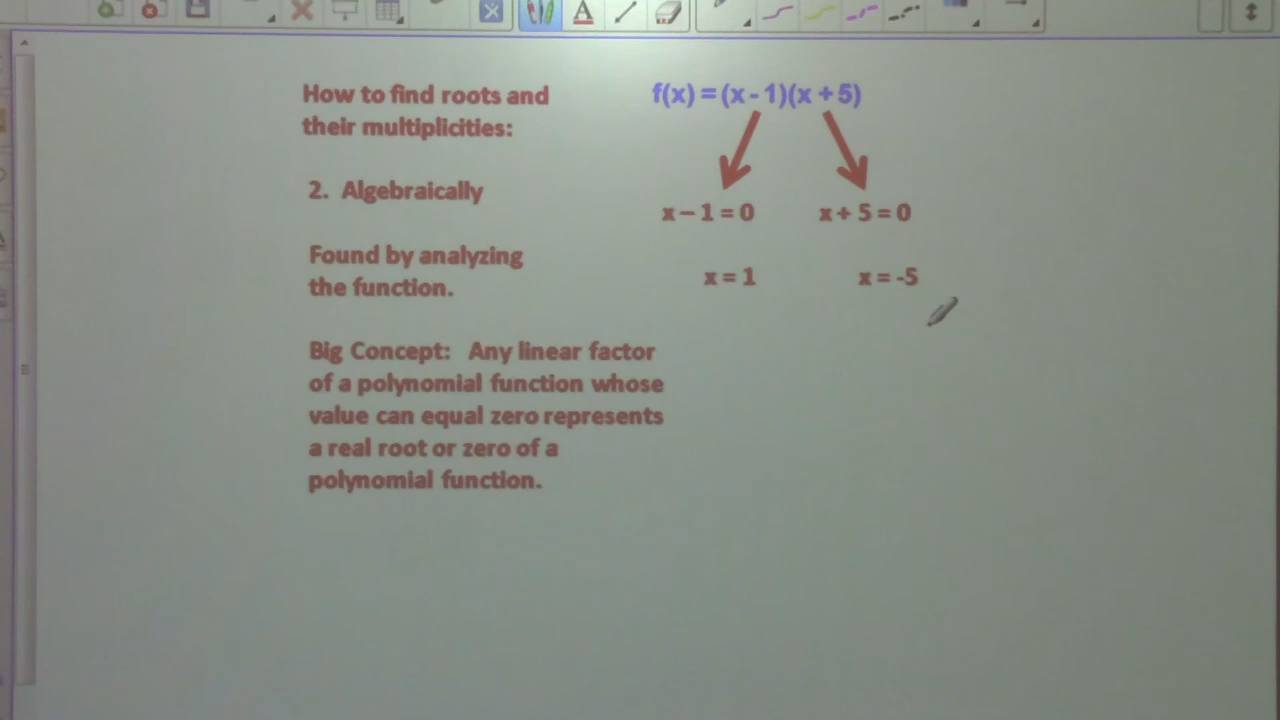 How to find roots and
their multiplicities:
f(x) = (x - 1)(x + 5)
2. Algebraically
x – 1 = 0
x + 5 = 0
Found by analyzing
the function.
x = 1
x = -5
Big Concept: Any linear factor
of a polynomial function whose
value can equal zero represents
a real root or zero of a
polynomial function.